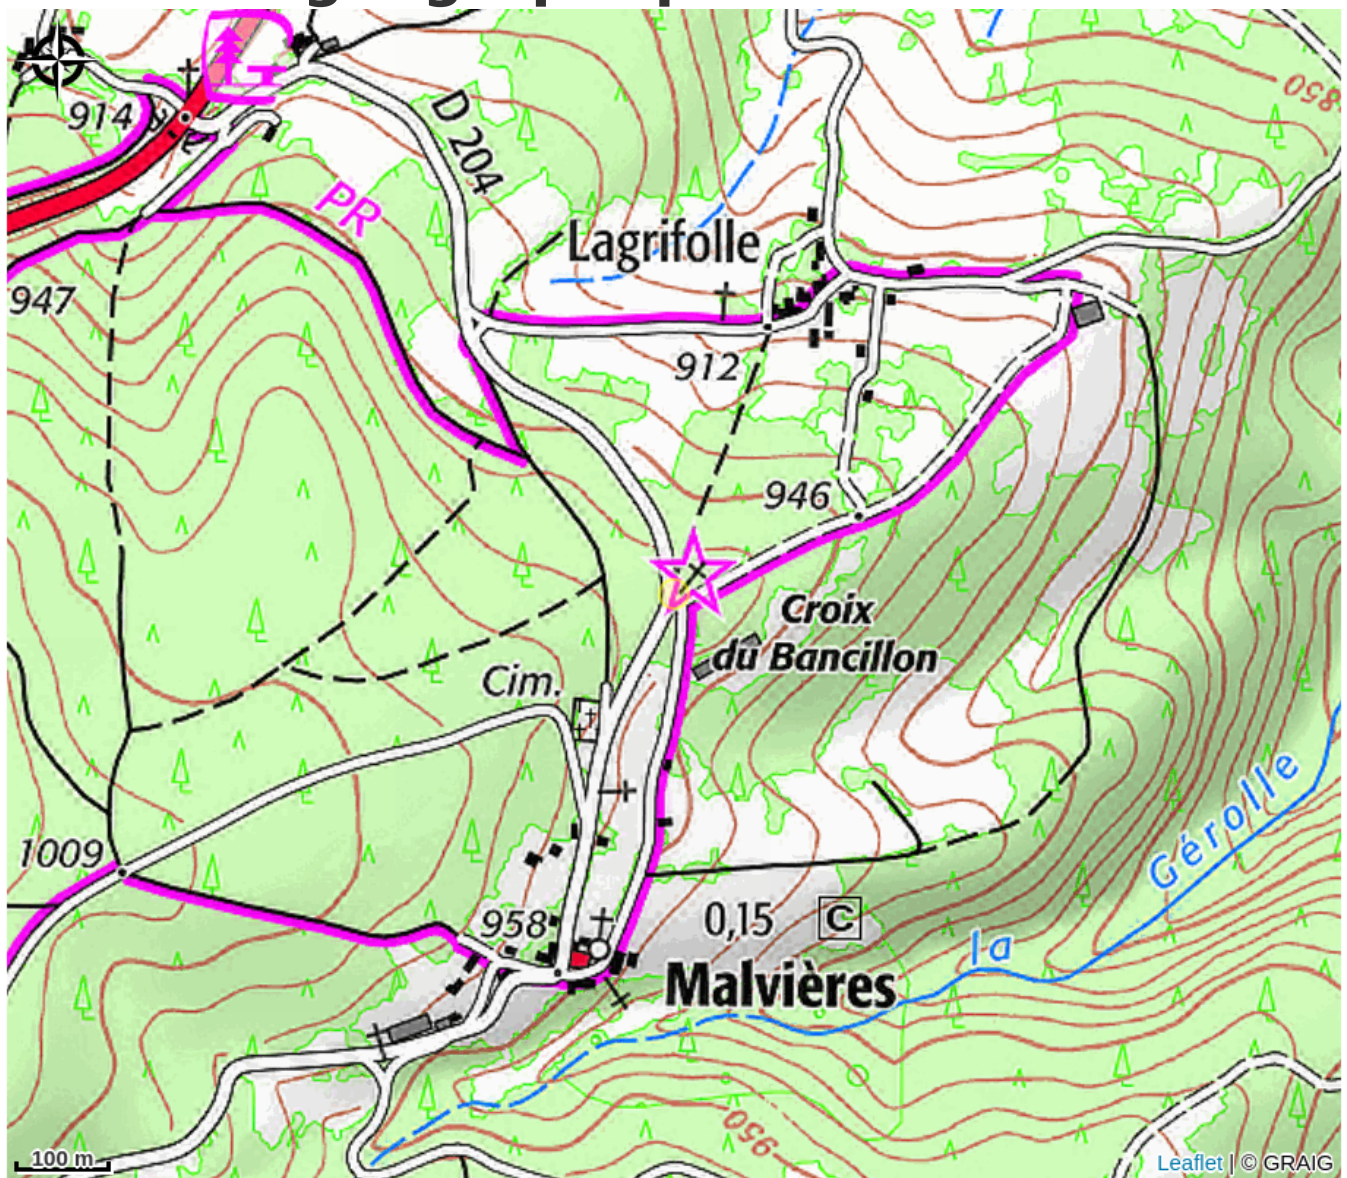 914
D 204
850
PR
Lagrifolle
947
912
946
Croix
du Bancillon
Cim.
1009
958
0,15 C
Gérolle
la
Malvières
950
100 m
Leaflet | © GRAIG